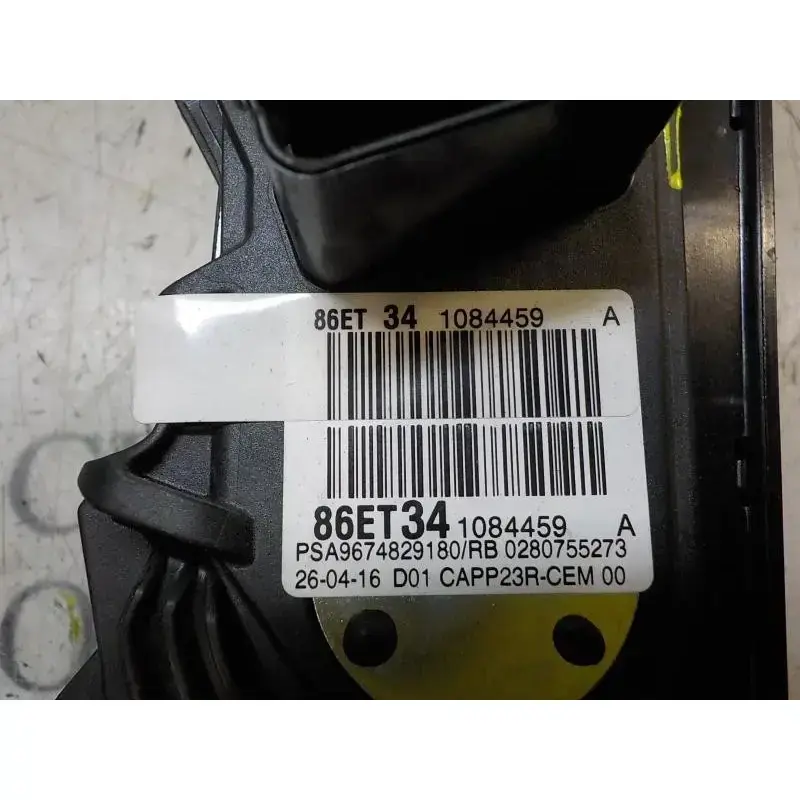 86ET 34 1084459 A
86ET34 1084459 A
PSA9674829180/RB 0280755273
26-04-16 D01 CAPP23R-CEM 00